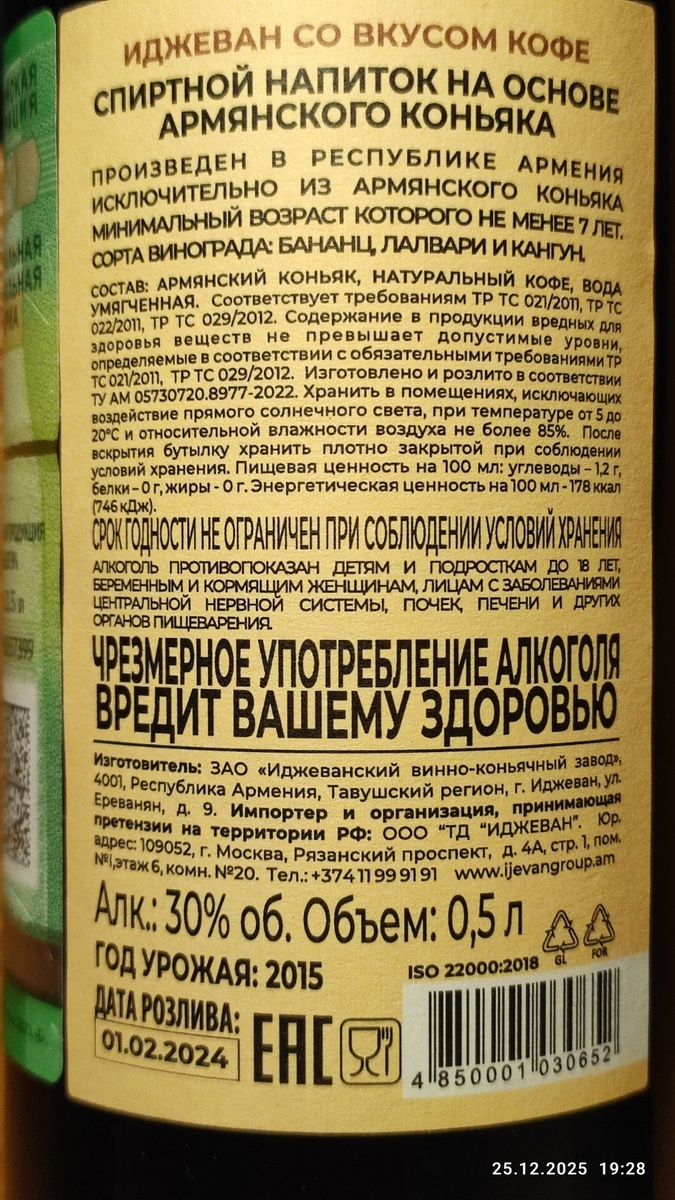 ИДЖЕВАН СО ВКУСОМ КОФЕ
СПИРТНОЙ НАПИТОК НА ОСНОВЕ
АРМЯНСКОГО КОНЬЯКА
ПРОИЗВЕДЕН В РЕСПУБЛИКЕ АРМЕНИЯ
ИСКЛЮЧИТЕЛЬНО ИЗ АРМЯНСКОГО КОНЬЯКА
МИНИМАЛЬНЫЙ ВОЗРАСТ КОТОРОГО НЕ МЕНЕЕ 7 ЛЕТ.
СОРТА ВИНОГРАДА: БАНАНЦ, ЛАЛВАРИ И КАНГУН.
СОСТАВ: АРМЯНСКИЙ КОНЬЯК, НАТУРАЛЬНЫЙ КОФЕ, ВОДА
УМЯГЧЕННАЯ. Соответствует требованиям ТР ТС 021/2011, ТР ТС
022/2011, ТР ТС 029/2012. Содержание в продукции вредных для
здоровья веществ не превышает допустимые уровни,
определяемые в соответствии с обязательными требованиями ТР
ТС 021/2011, ТР ТС 029/2012. Изготовлено и розлито в соответствии
ТУ АМ 05730720.8977-2022. Хранить в помещениях, исключающих
воздействие прямого солнечного света, при температуре от 5 до
20°С и относительной влажности воздуха не более 85%. После
вскрытия бутылку хранить плотно закрытой при соблюдении
условий хранения. Пищевая ценность на 100 мл: углеводы – 1,2 г,
белки – 0 г, жиры - 0 г. Энергетическая ценность на 100 мл - 178 ккал
(746 кДж).
СРОК ГОДНОСТИ НЕ ОГРАНИЧЕН ПРИ СОБЛЮДЕНИИ УСЛОВИЙ ХРАНЕНИЯ
АЛКОГОЛЬ ПРОТИВОПОКАЗАН ДЕТЯМ И ПОДРОСТКАМ ДО 18 ЛЕТ,
БЕРЕМЕННЫМ И КОРМЯЩИМ ЖЕНЩИНАМ, ЛИЦАМ С ЗАБОЛЕВАНИЯМИ
ЦЕНТРАЛЬНОЙ НЕРВНОЙ СИСТЕМЫ, ПОЧЕК, ПЕЧЕНИ И ДРУГИХ
ОРГАНОВ ПИЩЕВАРЕНИЯ.
ЧРЕЗМЕРНОЕ УПОТРЕБЛЕНИЕ АЛКОГОЛЯ
ВРЕДИТ ВАШЕМУ ЗДОРОВЬЮ
Изготовитель: ЗАО «Иджеванский винно-коньячный завод»,
4001, Республика Армения, Тавушский регион, г. Иджеван, ул.
Ереванян, д. 9. Импортер и организация, принимающая
претензии на территории РФ: ООО "ТД "ИДЖЕВАН". Юр.
адрес: 109052, г. Москва, Рязанский проспект, д. 4А, стр. 1, пом.
№I, этаж 6, комн. №20. Тел.: +374 11 99 91 91 www.ijevangroup.am
Алк.: 30% об. Объем: 0,5 л
ГОД УРОЖАЯ: 2015
ISO 22000:2018
GL
FOR
ДАТА РОЗЛИВА:
01.02.2024
EAC
4 850001 030652
25.12.2025 19:28